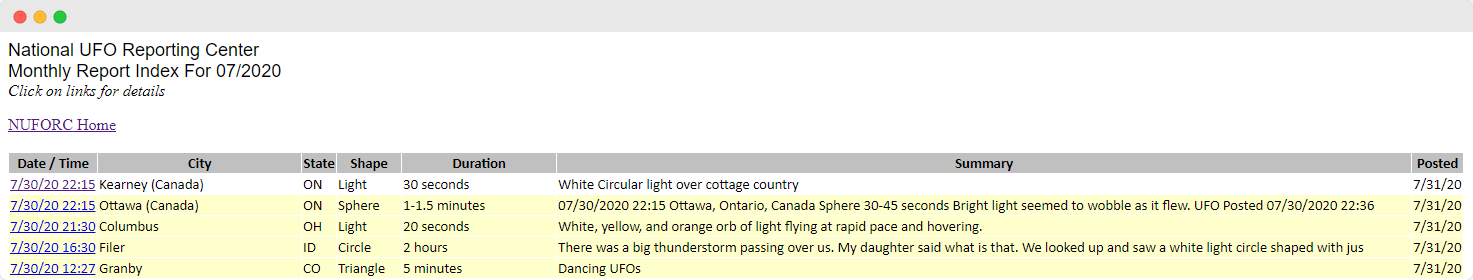 National UFO Reporting Center
Monthly Report Index For 07/2020
Click on links for details
NUFORC Home
Date / Time City State Shape Duration Summary Posted
7/30/20 22:15 Kearney (Canada) ON Light 30 seconds White Circular light over cottage country 7/31/20
7/30/20 22:15 Ottawa (Canada) ON Sphere 1-1.5 minutes 07/30/2020 22:15 Ottawa, Ontario, Canada Sphere 30-45 seconds Bright light seemed to wobble as it flew. UFO Posted 07/30/2020 22:36 7/31/20
7/30/20 21:30 Columbus OH Light 20 seconds White, yellow, and orange orb of light flying at rapid pace and hovering. 7/31/20
7/30/20 16:30 Filer ID Circle 2 hours There was a big thunderstorm passing over us. My daughter said what is that. We looked up and saw a white light circle shaped with jus 7/31/20
7/30/20 12:27 Granby CO Triangle 5 minutes Dancing UFOs 7/31/20